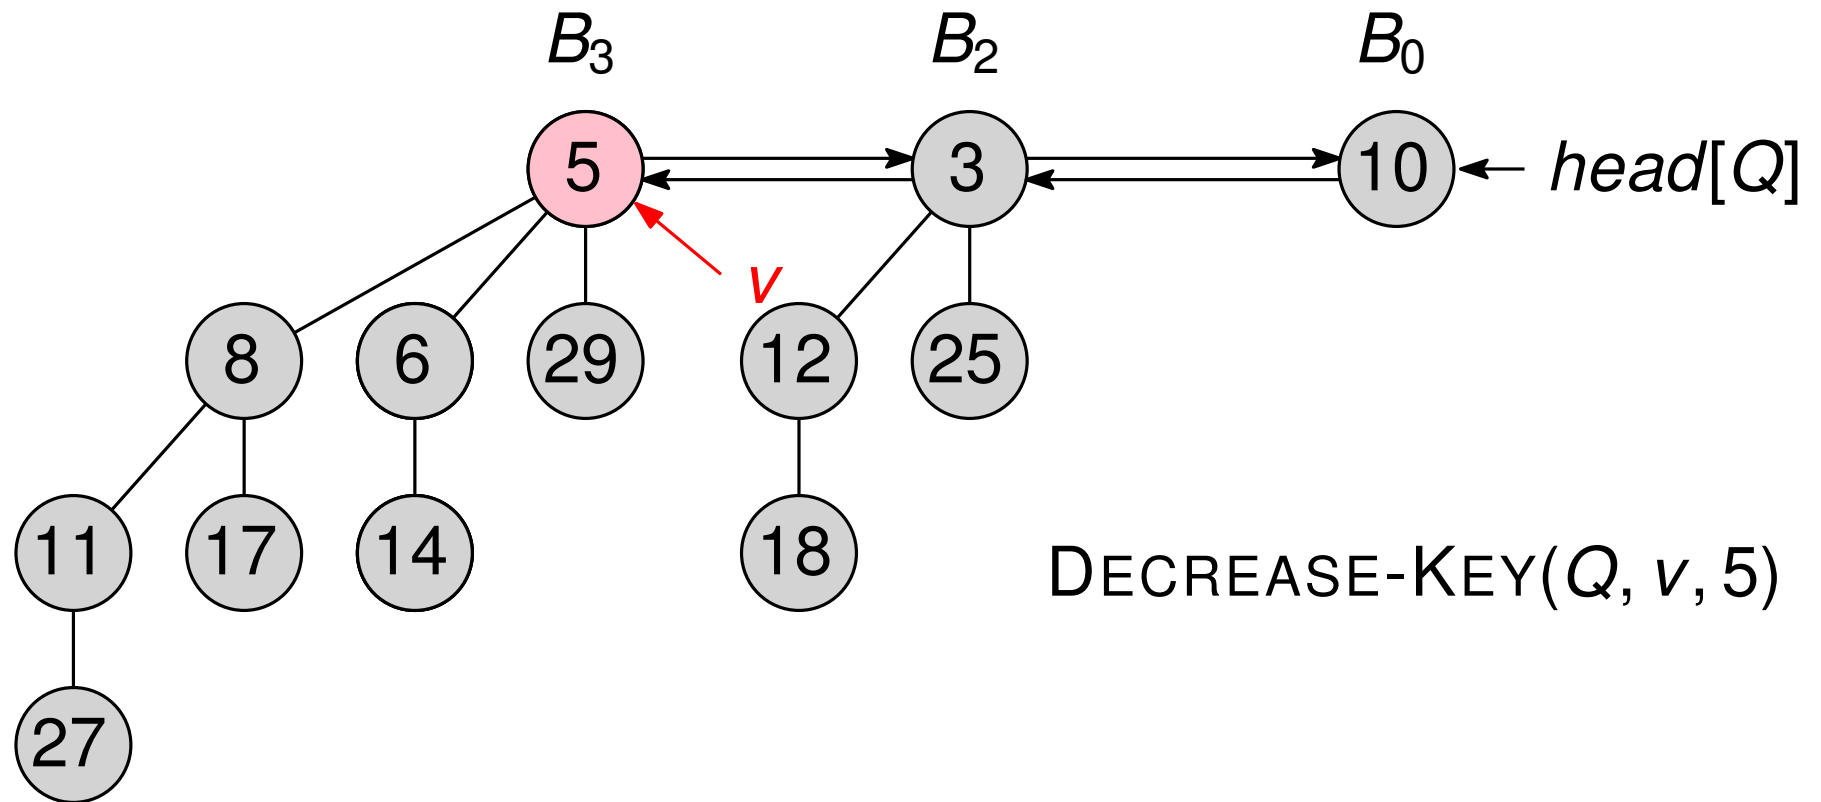 B3 B2 B0
5 3 10 head[Q]
v
8 6 29 12 25
11 17 14 18
DECREASE-KEY(Q, v, 5)
27